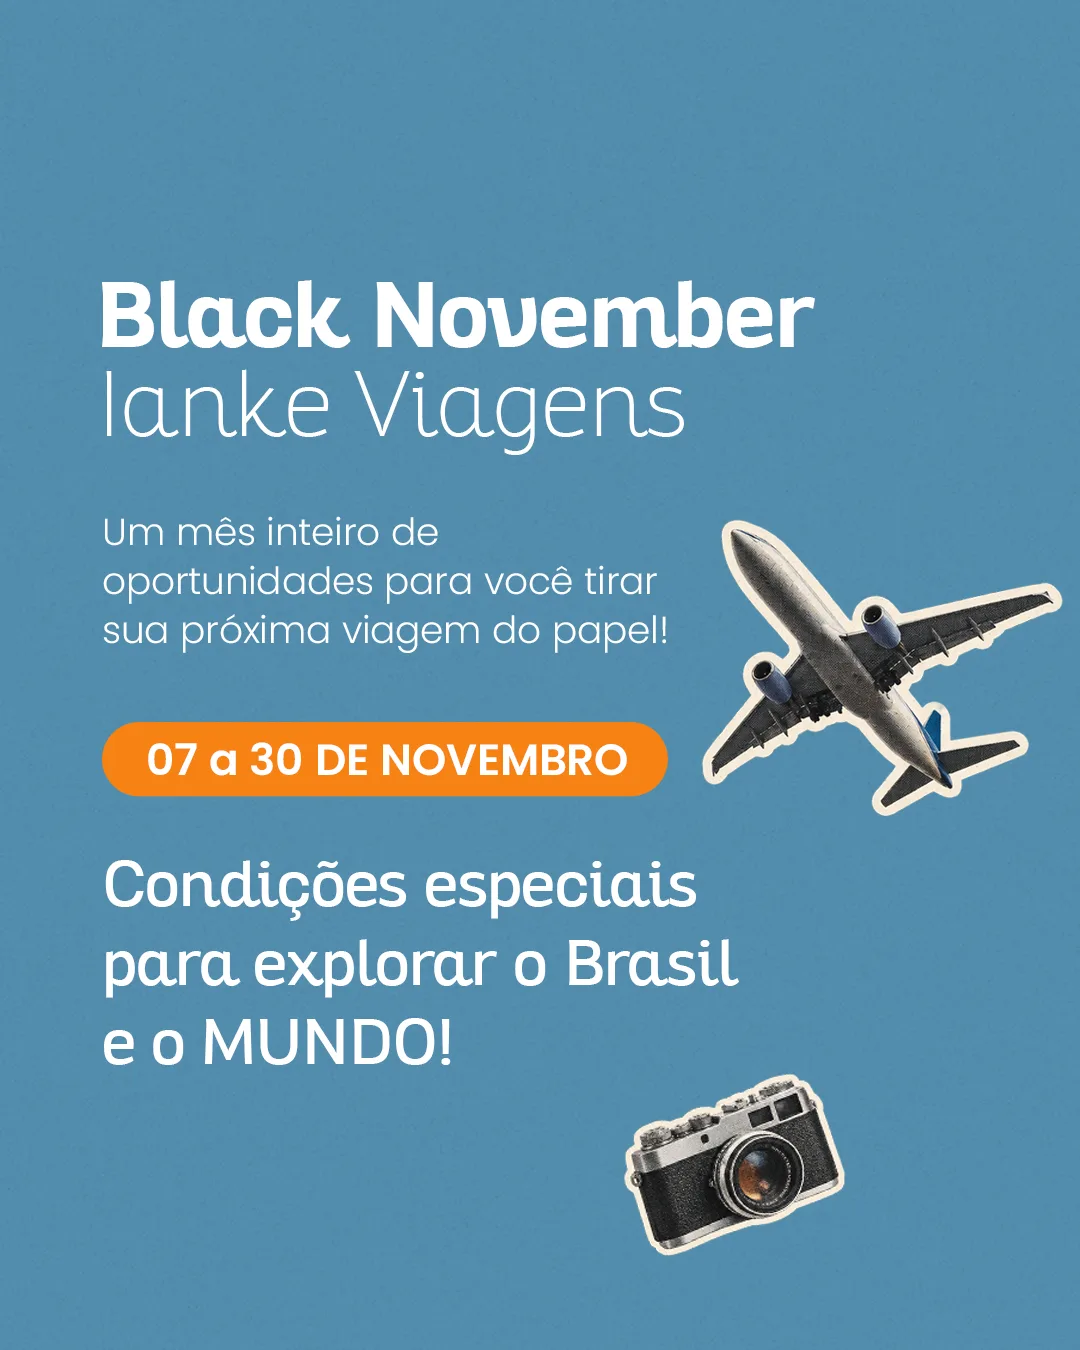 Black November
Ianke Viagens
Um mês inteiro de
oportunidades para você tirar
sua próxima viagem do papel!
07 a 30 DE NOVEMBRO
Condições especiais
para explorar o Brasil
e o MUNDO!